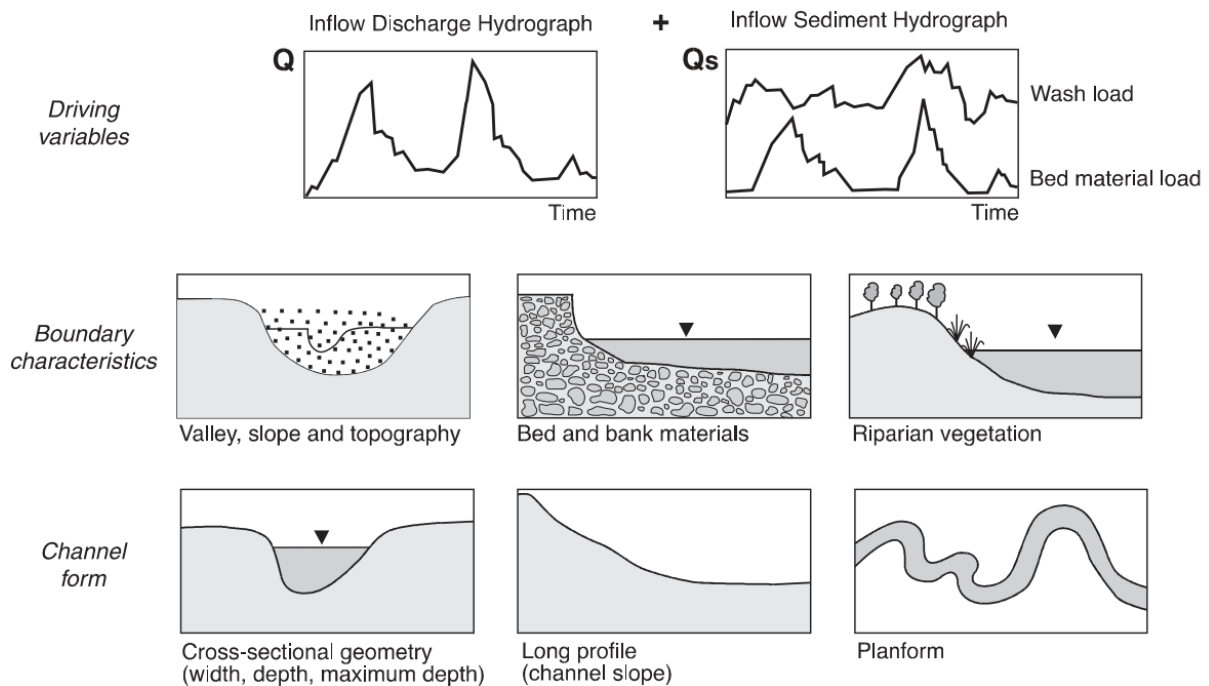 Inflow Discharge Hydrograph
+
Inflow Sediment Hydrograph
Q
Qs
Driving
variables
Wash load
Bed material load
Time
Time
Boundary
characteristics
Valley, slope and topography
Bed and bank materials
Riparian vegetation
Channel
form
Cross-sectional geometry
(width, depth, maximum depth)
Long profile
(channel slope)
Planform